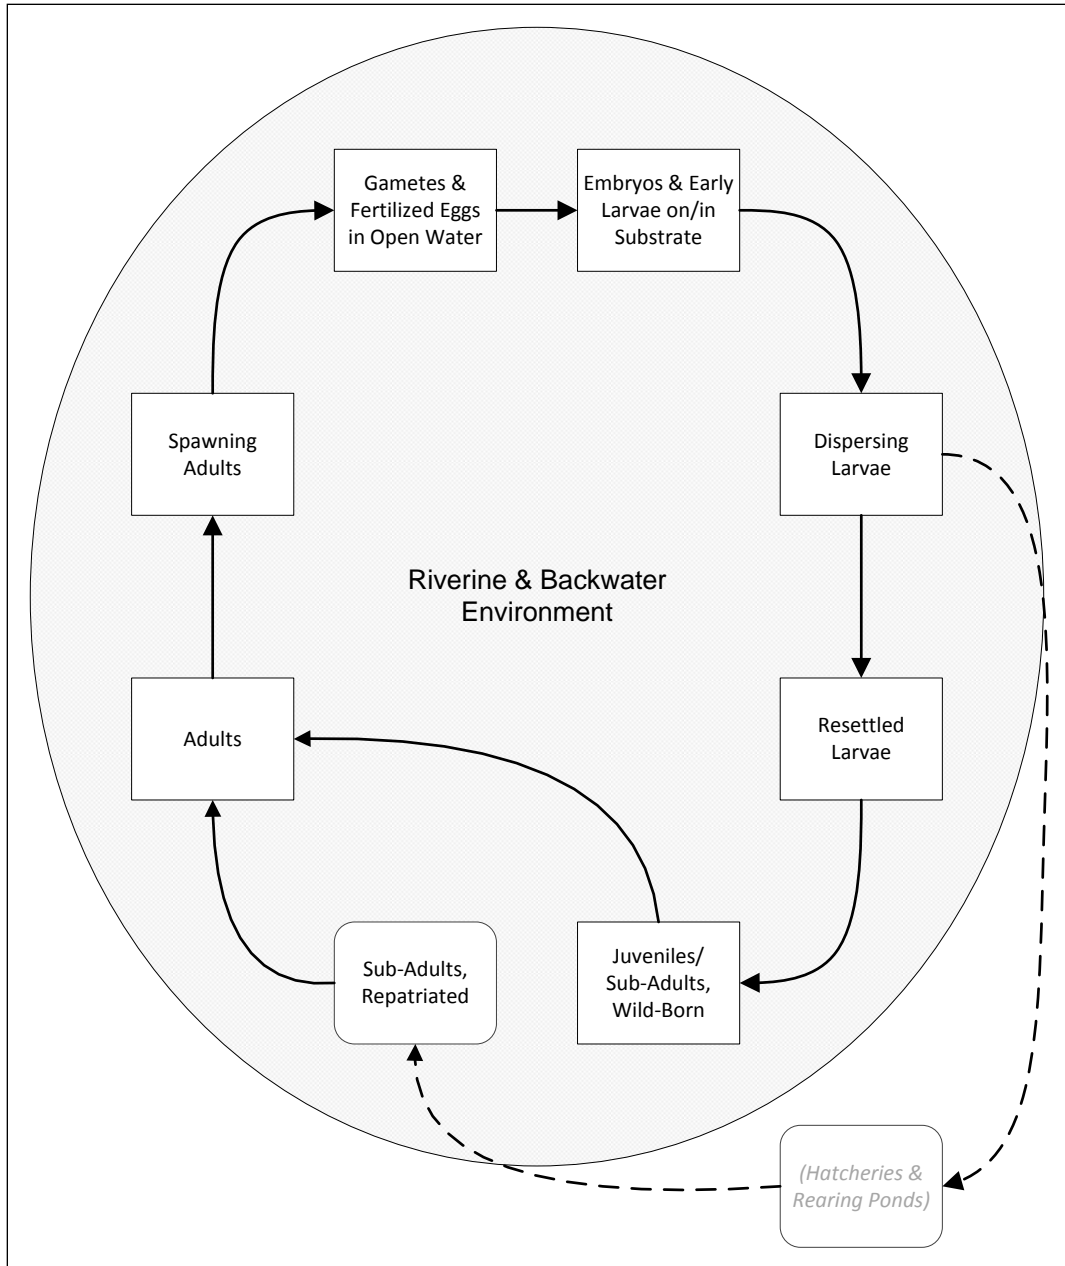 Gametes &
Fertilized Eggs
in Open Water
Embryos & Early
Larvae on/in
Substrate
Spawning
Adults
Dispersing
Larvae
Riverine & Backwater
Environment
Adults
Resettled
Larvae
Sub-Adults,
Repatriated
Juveniles/
Sub-Adults,
Wild-Born
(Hatcheries &
Rearing Ponds)